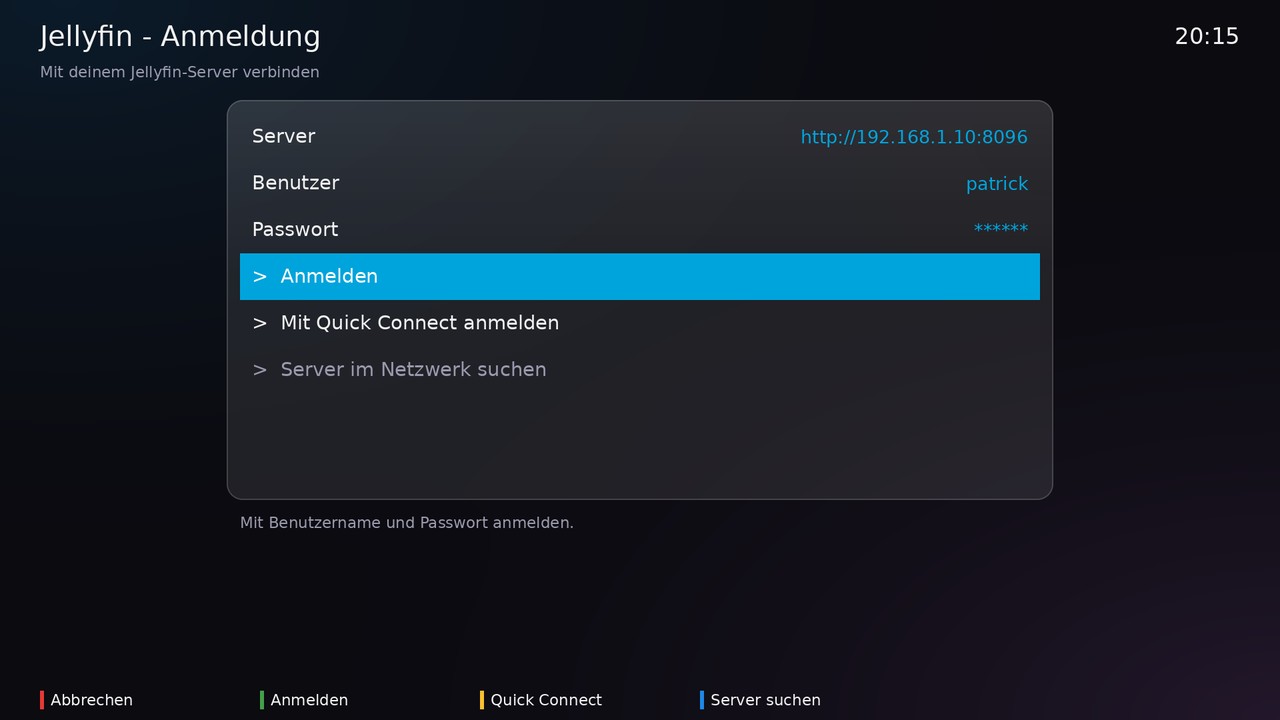 Jellyfin - Anmeldung
20:15
Mit deinem Jellyfin-Server verbinden
Server http://192.168.1.10:8096
Benutzer patrick
Passwort ******
> Anmelden
> Mit Quick Connect anmelden
> Server im Netzwerk suchen
Mit Benutzername und Passwort anmelden.
Abbrechen Anmelden Quick Connect Server suchen